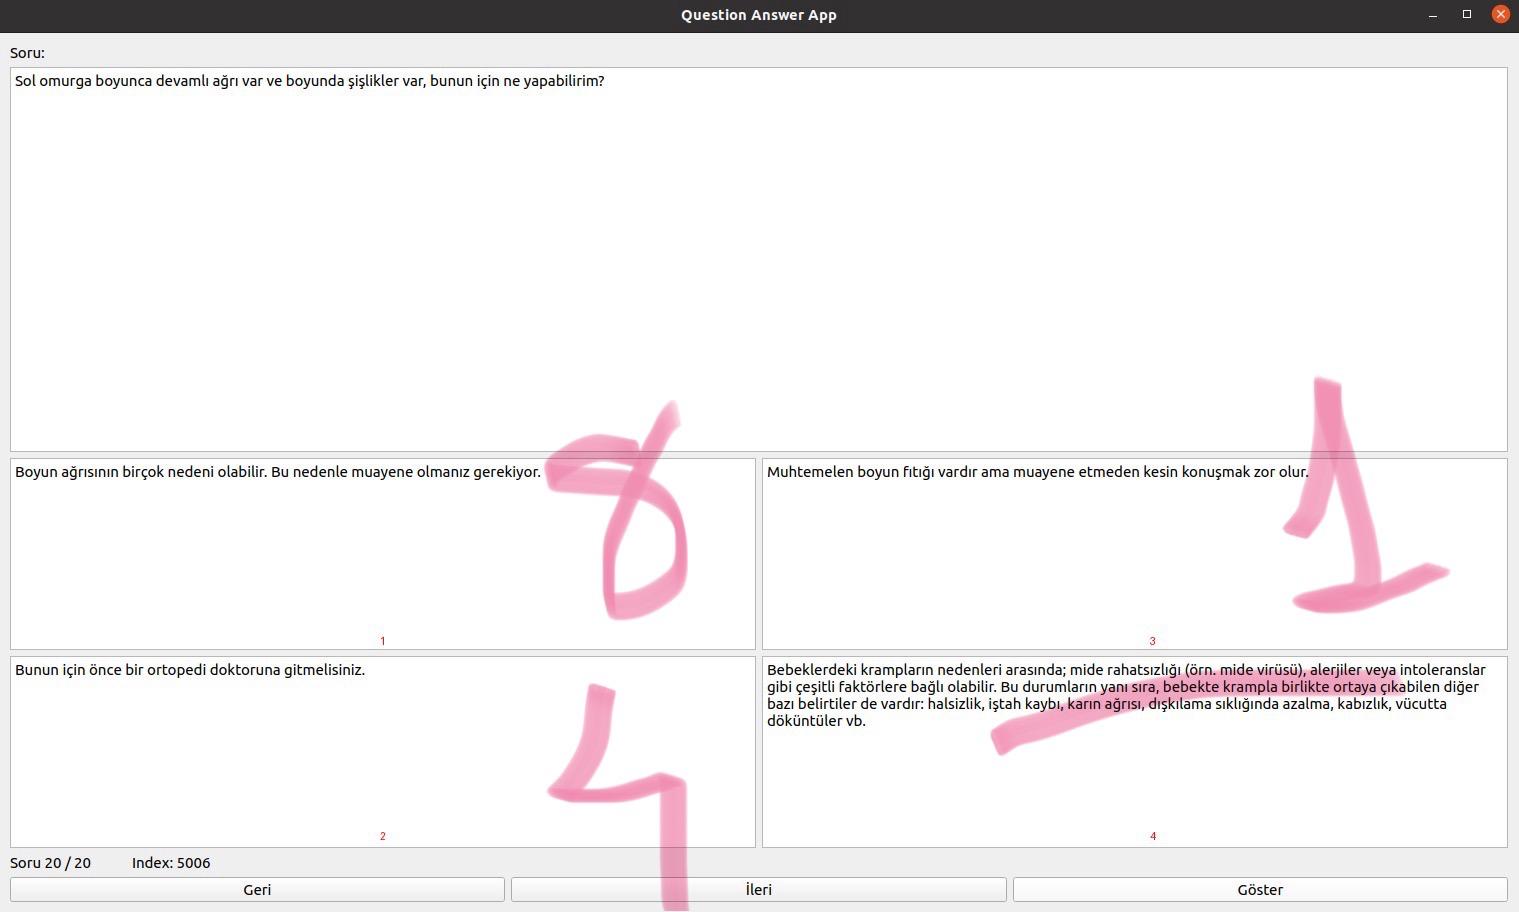 Question Answer App
Soru:
Sol omurga boyunca devamlı ağrı var ve boyunda şişlikler var, bunun için ne yapabilirim?
Boyun ağrısının birçok nedeni olabilir. Bu nedenle muayene olmanız gerekiyor.
8
1
Muhtemelen boyun fıtığı vardır ama muayene etmeden kesin konuşmak zor olur.
1
3
Bunun için önce bir ortopedi doktoruna gitmelisiniz.
4
2
Bebeklerdeki krampların nedenleri arasında; mide rahatsızlığı (örn. mide virüsü), alerjiler veya intoleranslar
gibi çeşitli faktörlere bağlı olabilir. Bu durumların yanı sıra, bebekte krampla birlikte ortaya çıkabilen diğer
bazı belirtiler de vardır: halsizlik, iştah kaybı, karın ağrısı, dışkılama sıklığında azalma, kabızlık, vücutta
döküntüler vb.
4
Soru 20 / 20 Index: 5006
Geri İleri Göster